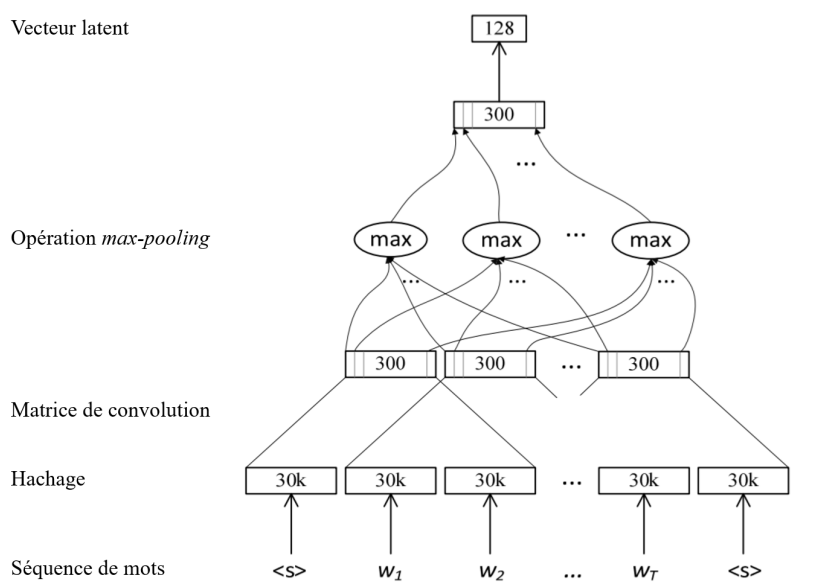 Vecteur latent 128
300
...
Opération max-pooling max max ... max
... ... ...
300 300 ... 300
Matrice de convolution
Hachage 30k 30k 30k ... 30k 30k
Séquence de mots <s> w1 w2 ... wT <s>